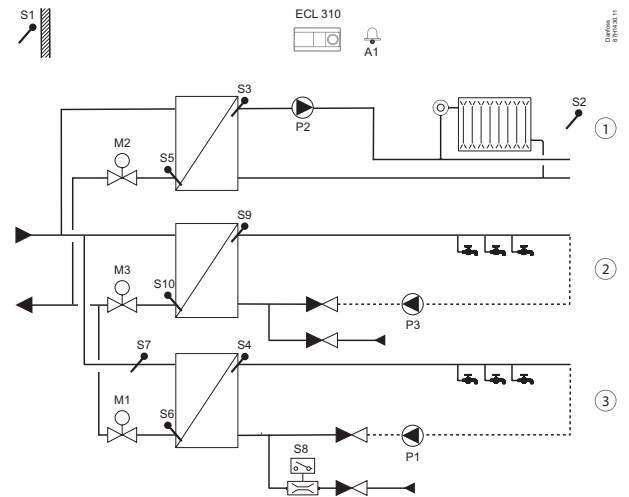 S1
ECL 310
A1
Danfoss
87H1430.11
S3
P2
S2
1
M2
S5
S9
2
M3
S10
P3
S7
S4
3
M1
S6
S8
P1